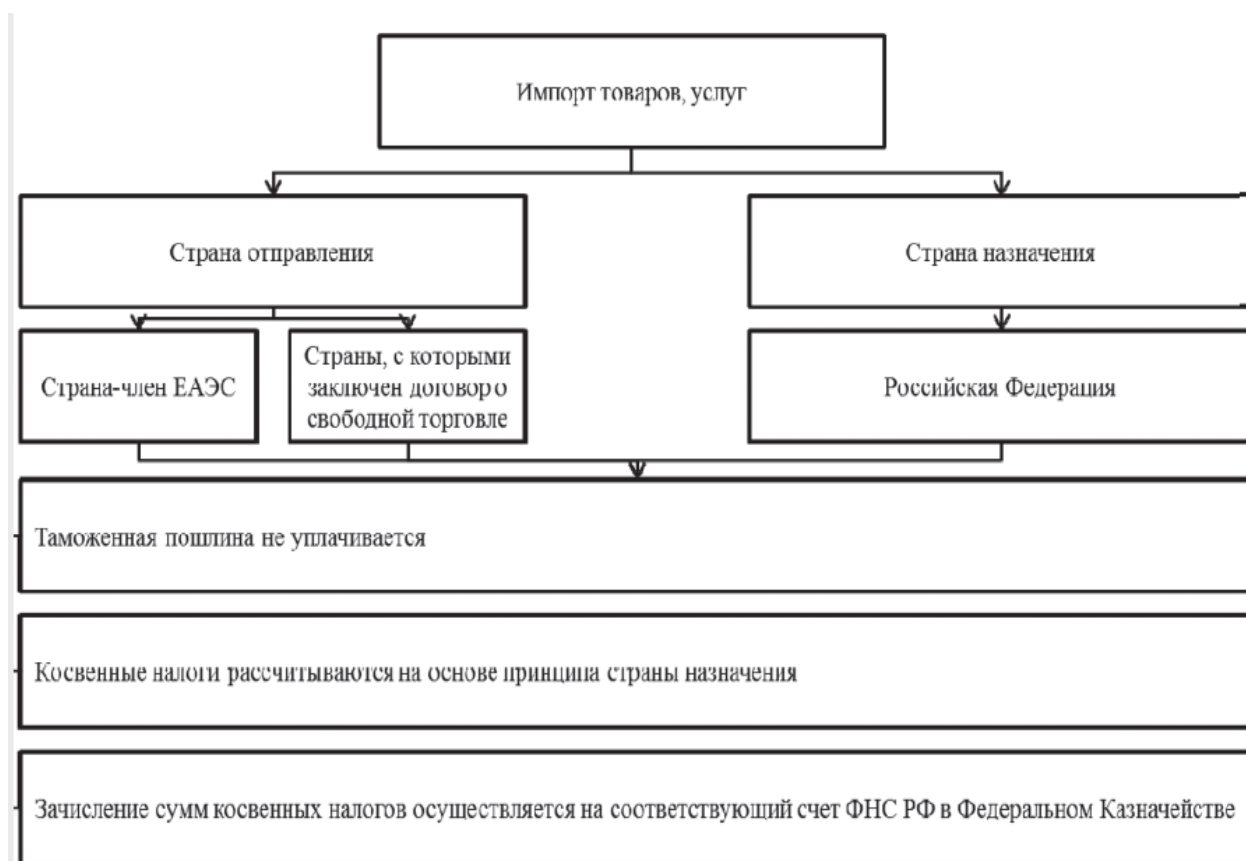 Импорт товаров, услуг
Страна отправления
Страна назначения
Страна-член ЕАЭС
Страны, с которыми
заключен договор о
свободной торговле
Российская Федерация
Таможенная пошлина не уплачивается
Косвенные налоги рассчитываются на основе принципа страны назначения
Зачисление сумм косвенных налогов осуществляется на соответствующий счет ФНС РФ в Федеральном Казначействе